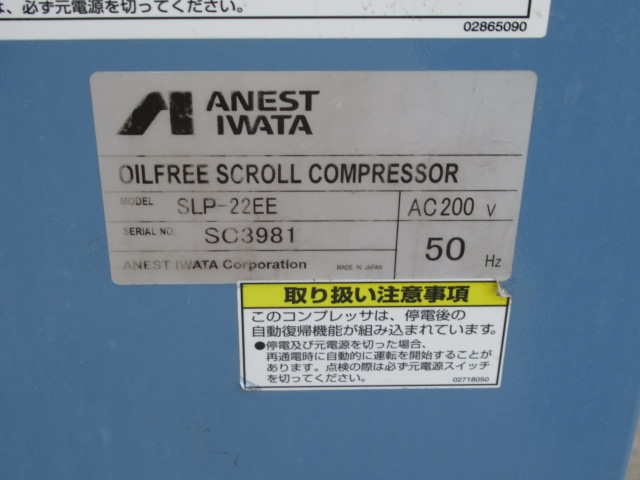 は、必ず元電源を切ってください。
02865090
ANEST
IWATA
OILFREE SCROLL COMPRESSOR
MODEL SLP-22EE
AC200 V
SERIAL NO. SC3981
50 Hz
ANEST IWATA Corporation MADE IN JAPAN
取り扱い注意事項
このコンプレッサは、停電後の
自動復帰機能が組み込まれています。
●停電及び元電源を切った場合、
再通電時に自動的に運転を開始することが
あります。点検の際は必ず元電源スイッチ
を切ってください。
02718050